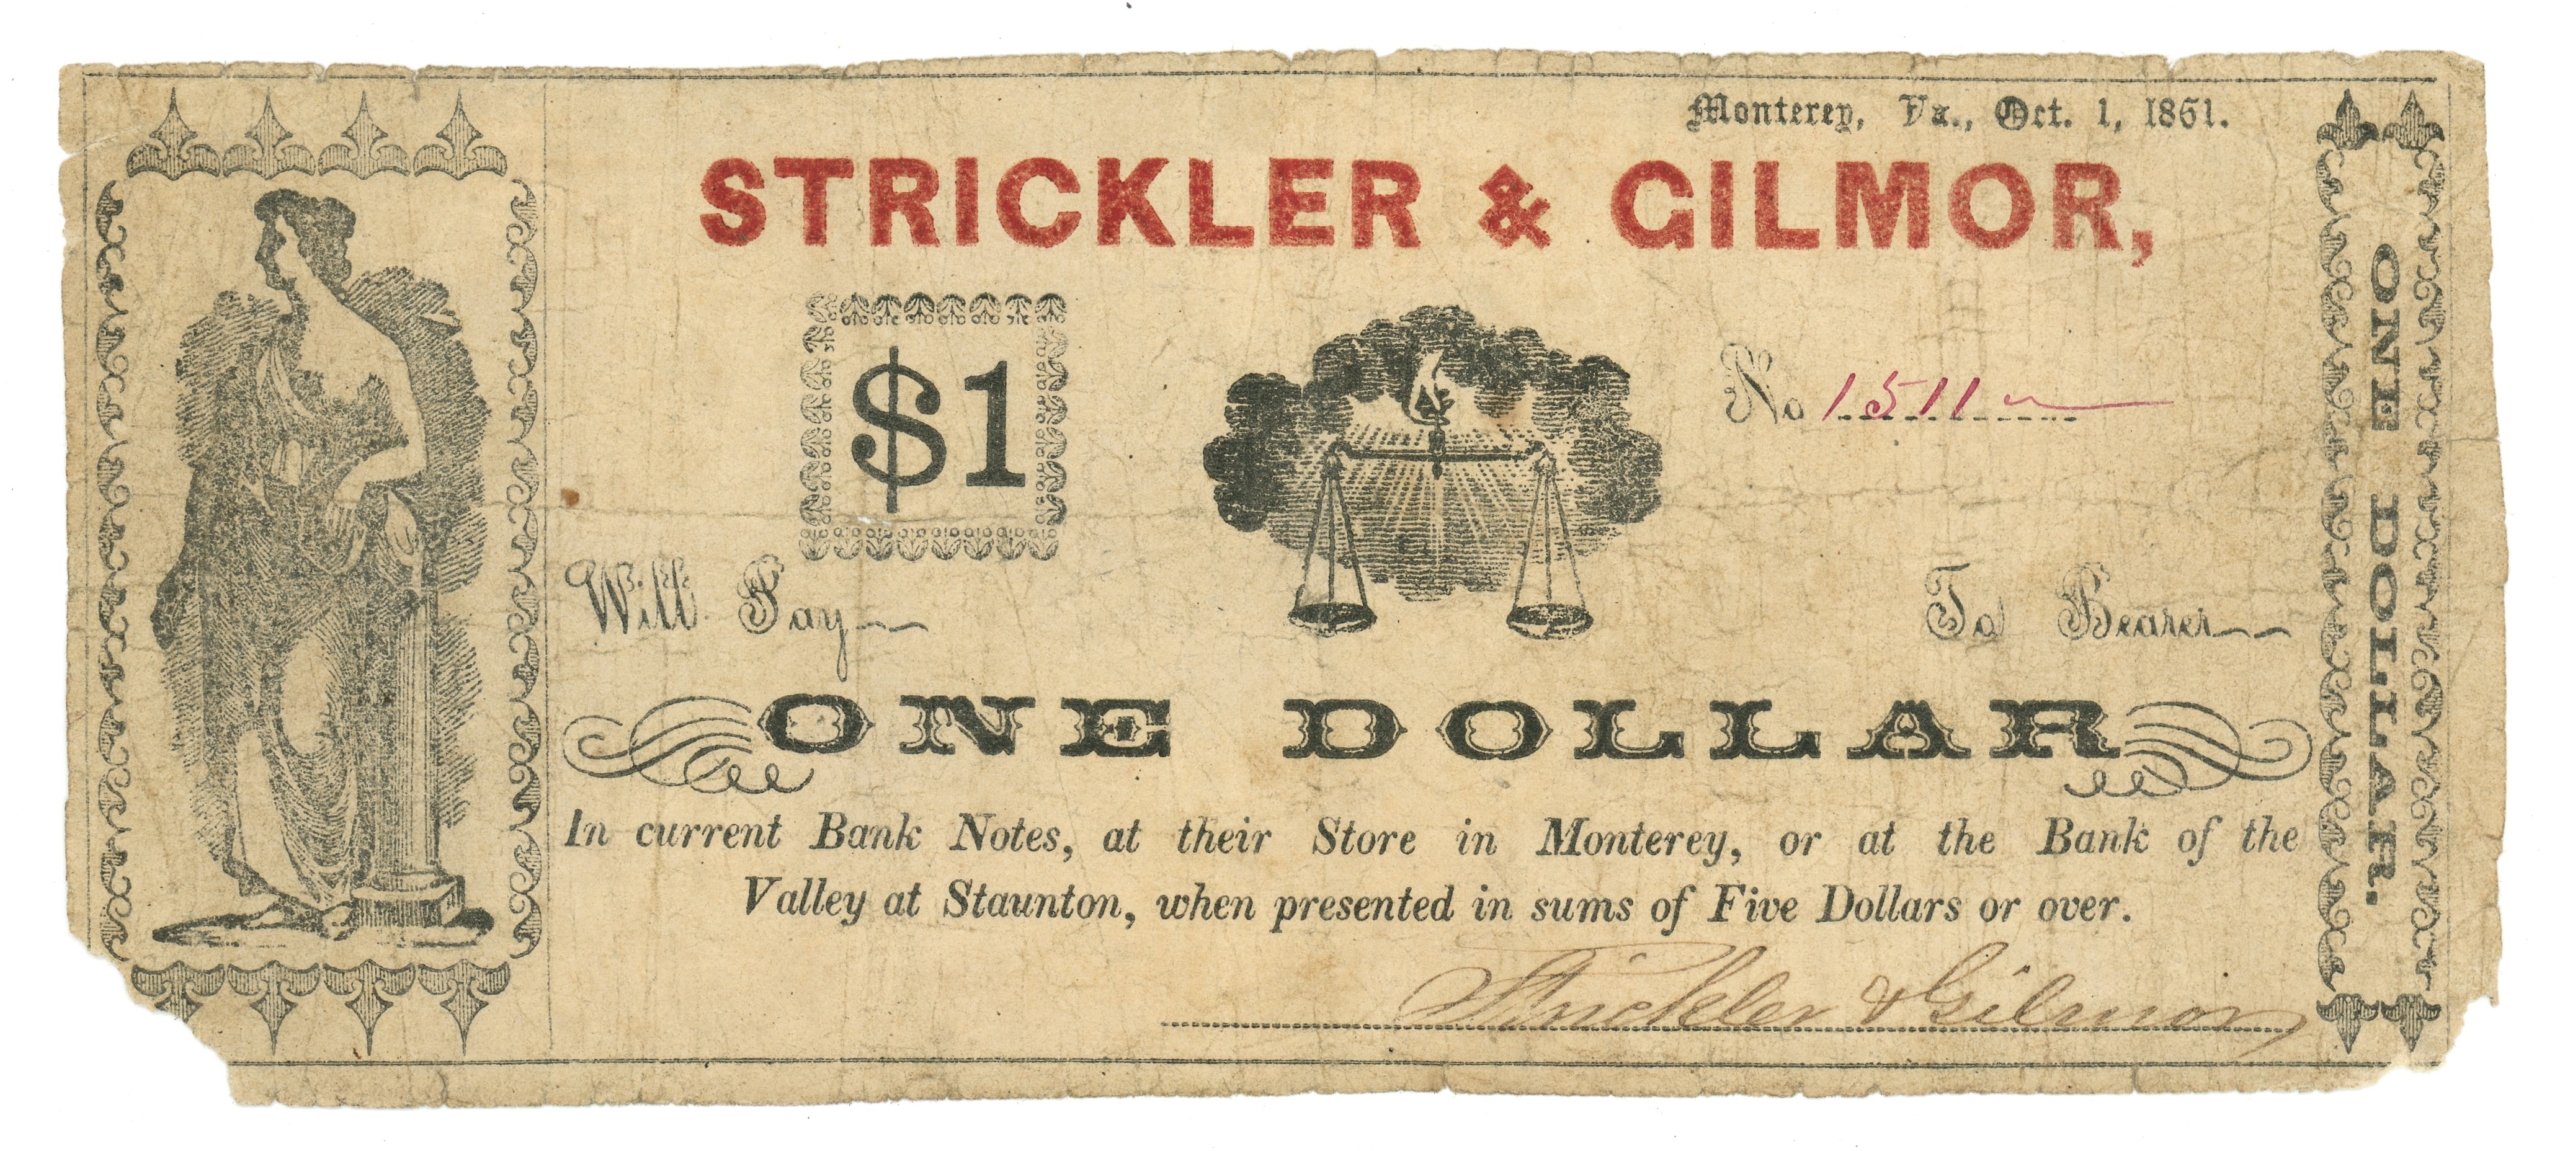 Monterey, Va., Oct. 1, 1861.
STRICKLER & GILMOR,
$1
No 1511
Will Pay
To Bearer
ONE DOLLAR
In current Bank Notes, at their Store in Monterey, or at the Bank of the
Valley at Staunton, when presented in sums of Five Dollars or over.
Strickler & Gilmor
ONE DOLLAR.